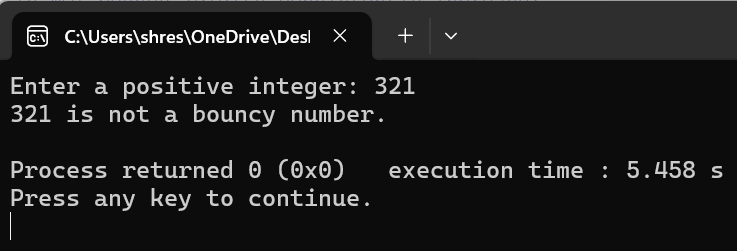 C:\Users\shres\OneDrive\Desl
Enter a positive integer: 321
321 is not a bouncy number.
Process returned 0 (0x0)   execution time : 5.458 s
Press any key to continue.